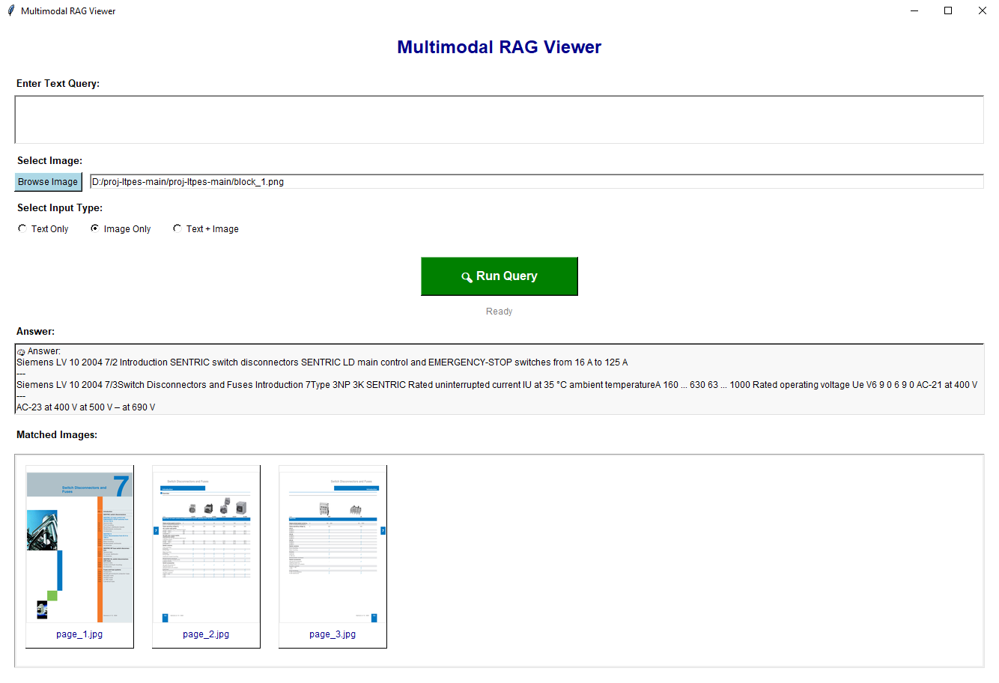 Multimodal RAG Viewer
Multimodal RAG Viewer
Enter Text Query:
Select Image:
Browse Image
D:/proj-ltpes-main/proj-ltpes-main/block_1.png
Select Input Type:
Text Only
Image Only
Text + Image
Run Query
Ready
Answer:
Answer:
Siemens LV 10 2004 7/2 Introduction SENTRIC switch disconnectors SENTRIC LD main control and EMERGENCY-STOP switches from 16 A to 125 A
---
Siemens LV 10 2004 7/3Switch Disconnectors and Fuses Introduction 7Type 3NP 3K SENTRIC Rated uninterrupted current IU at 35 °C ambient temperatureA 160 ... 630 63 ... 1000 Rated operating voltage Ue V6 9 0 6 9 0 AC-21 at 400 V
---
AC-23 at 400 V at 500 V – at 690 V
Matched Images:
7
Switch Disconnectors and
Fuses
Switch Disconnectors and Fuses
Introduction
7
Switch Disconnectors and Fuses
Introduction
7
page_1.jpg
page_2.jpg
page_3.jpg